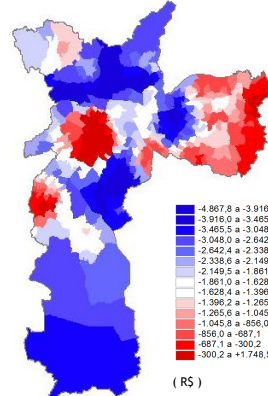 -4.867,8 a -3.916
-3.916,0 a -3.465
-3.465,5 a -3.048
-3.048,0 a -2.642
-2.642,4 a -2.338
-2.338,6 a -2.149
-2.149,5 a -1.861
-1.861,0 a -1.628
-1.628,4 a -1.396
-1.396,2 a -1.265
-1.265,6 a -1.045
-1.045,8 a -856,0
-856,0 a -687,1
-687,1 a -300,2
-300,2 a +1.748,5
( R$ )